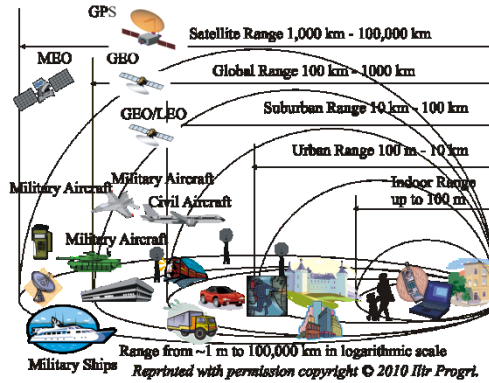 GPS
Satellite Range 1,000 km - 100,000 km
MEO
GEO
Global Range 100 km - 1000 km
Suburban Range 10 km - 100 km
GEO/LEO
Urban Range 100 m - 10 km
Military Aircraft
Indoor Range
up to 100 m
Military Aircraft
Civil Aircraft
Military Aircraft
Military Ships
Range from ~1 m to 100,000 km in logarithmic scale
Reprinted with permission copyright © 2010 Ilir Progri.